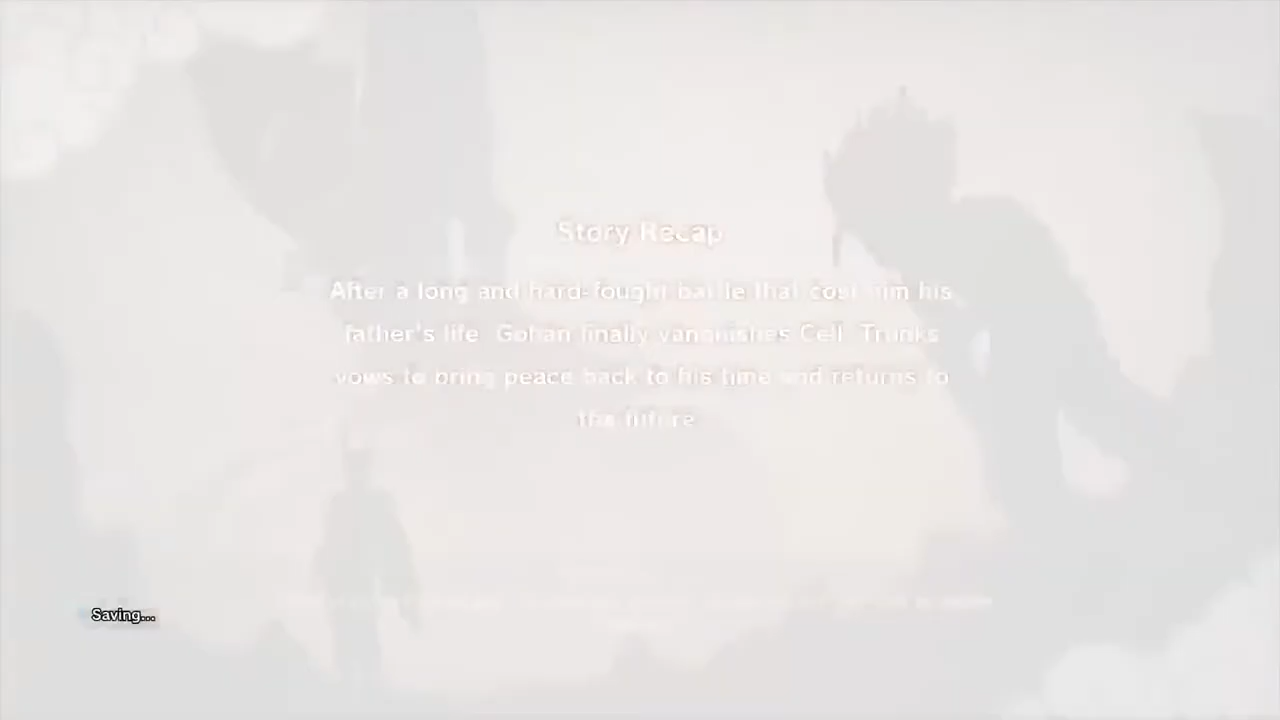 Story Recap
After a long and hard-fought battle that cost him his
father's life, Gohan finally vanquishes Cell. Trunks
vows to bring peace back to his time and returns to
the future.
Saving...